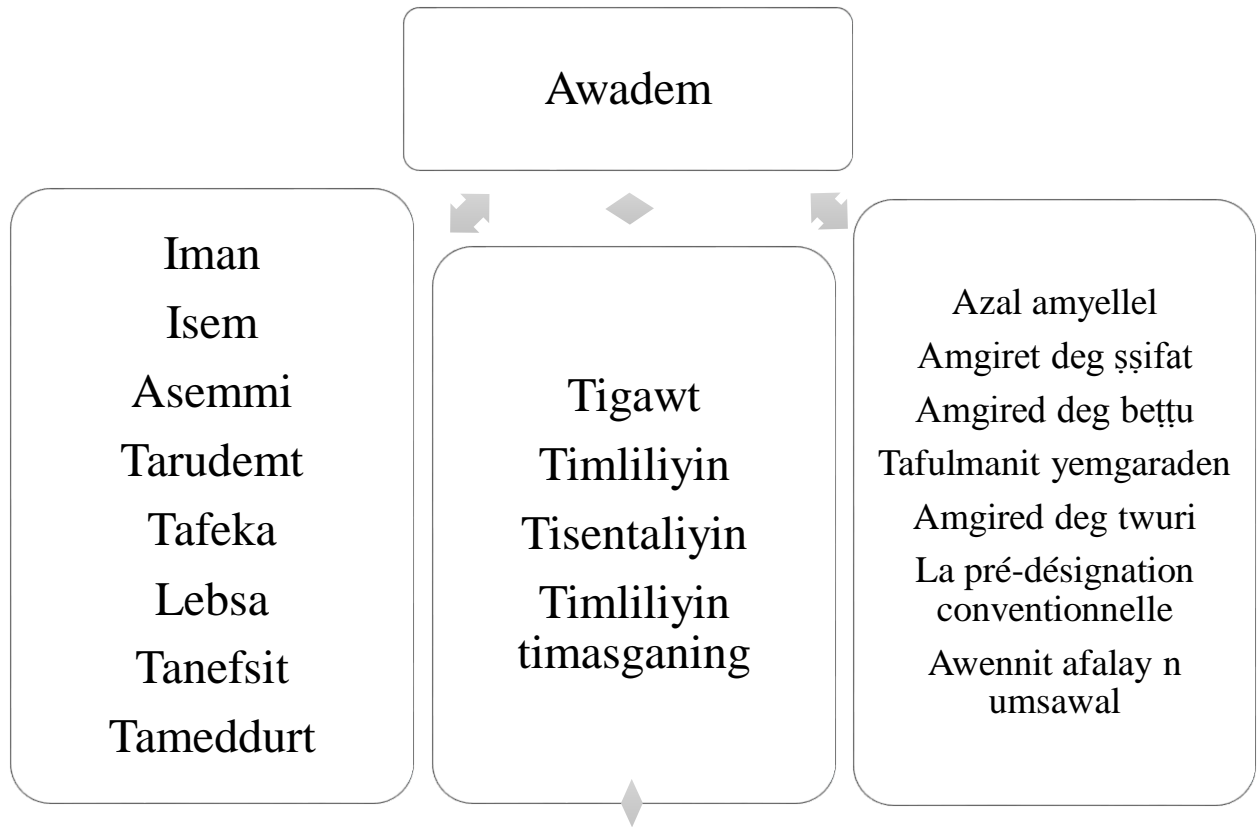 Awadem
Iman
Isem
Asemmi
Tarudemt
Tafeka
Lebsa
Tanefsit
Tameddurt
Tigawt
Timliliyin
Tisentaliyin
Timliliyin
timasganing
Azal amyellel
Amgiret deg ṣṣifat
Amgired deg beṭṭu
Tafulmanit yemgaraden
Amgired deg twuri
La pré-désignation
conventionnelle
Awennit afalay n
umsawal